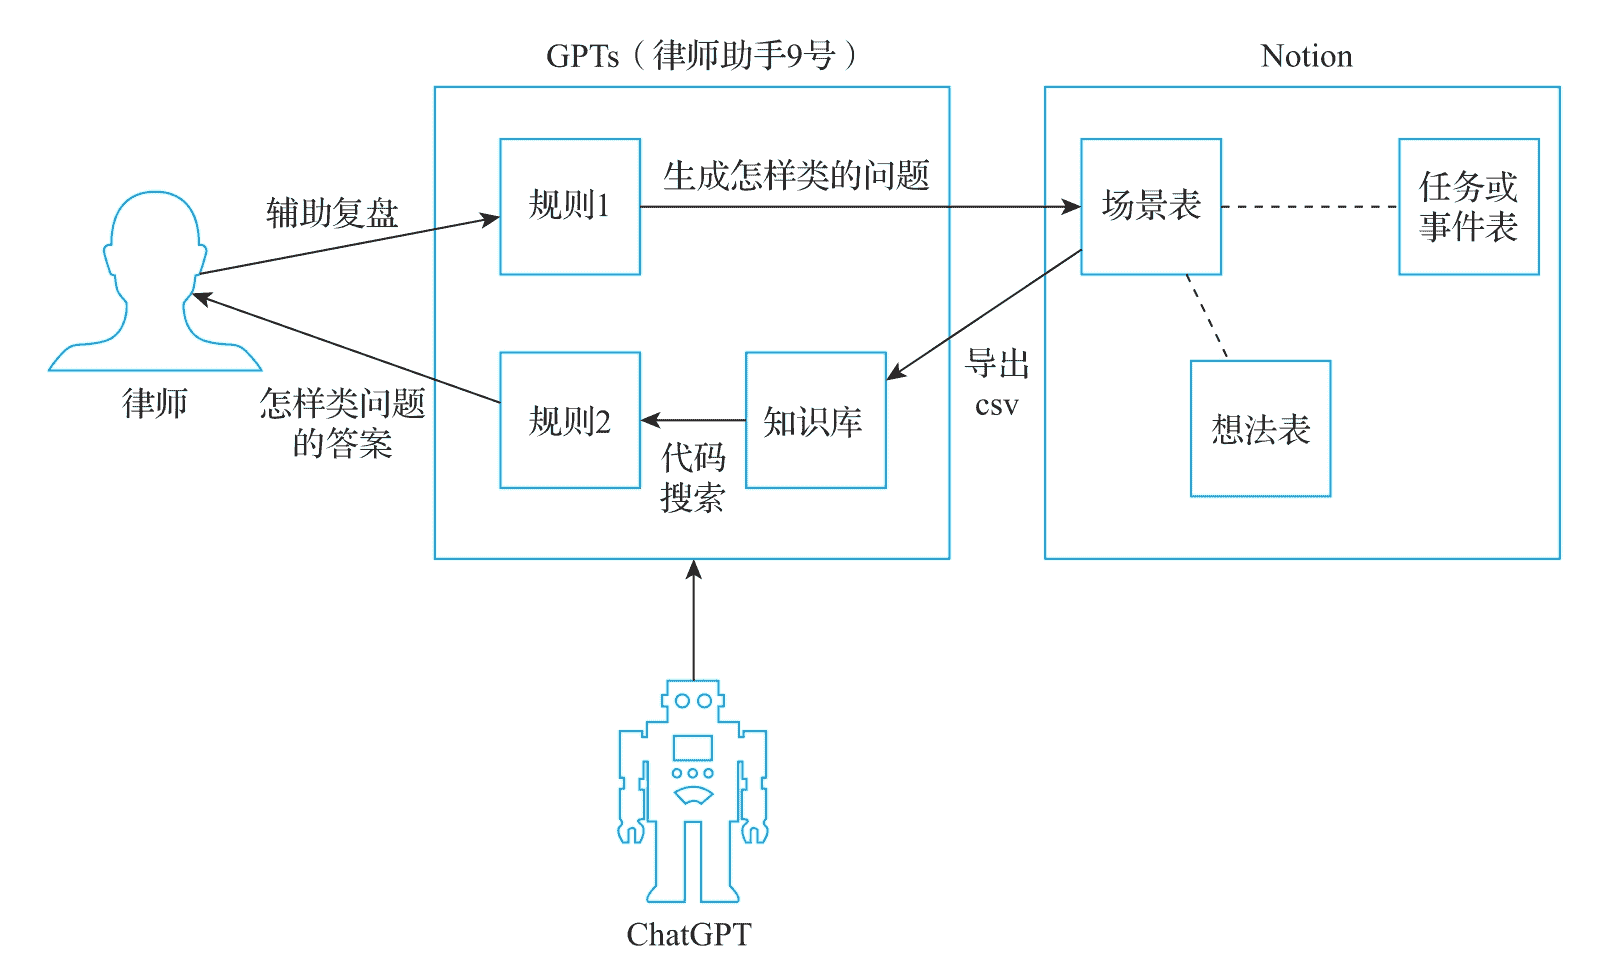 GPTs（律师助手9号）
Notion
辅助复盘
规则1
生成怎样类的问题
场景表
任务或
事件表
律师
怎样类问题
的答案
规则2
代码
搜索
知识库
导出
csv
想法表
ChatGPT